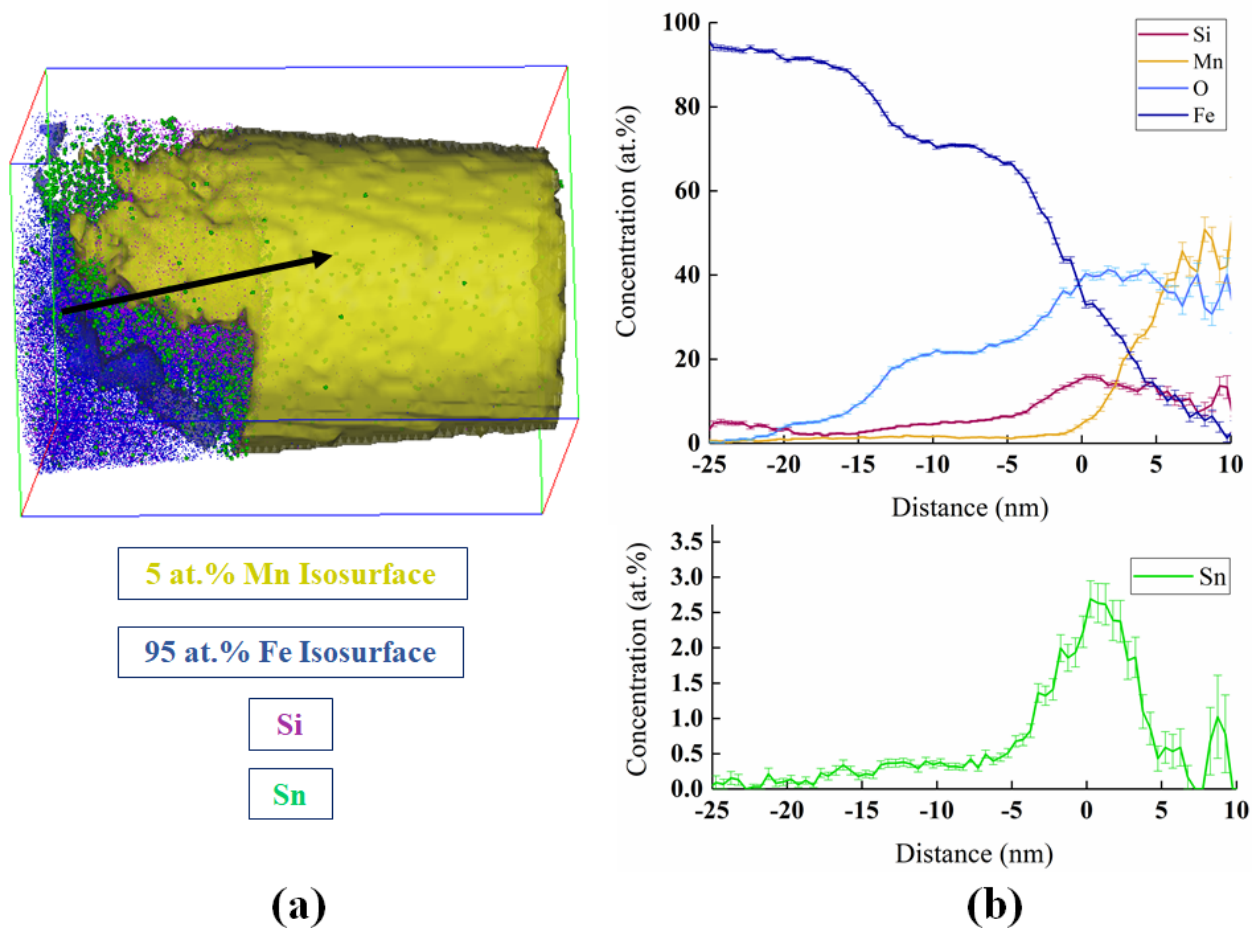 5 at.% Mn Isosurface
95 at.% Fe Isosurface
Si
Sn
(a)
100
80
60
40
20
0
Concentration (at.%)
Si
Mn
O
Fe
-25 -20 -15 -10 -5 0 5 10
Distance (nm)
3.5
3.0
2.5
2.0
1.5
1.0
0.5
0.0
Concentration (at.%)
Sn
-25 -20 -15 -10 -5 0 5 10
Distance (nm)
(b)